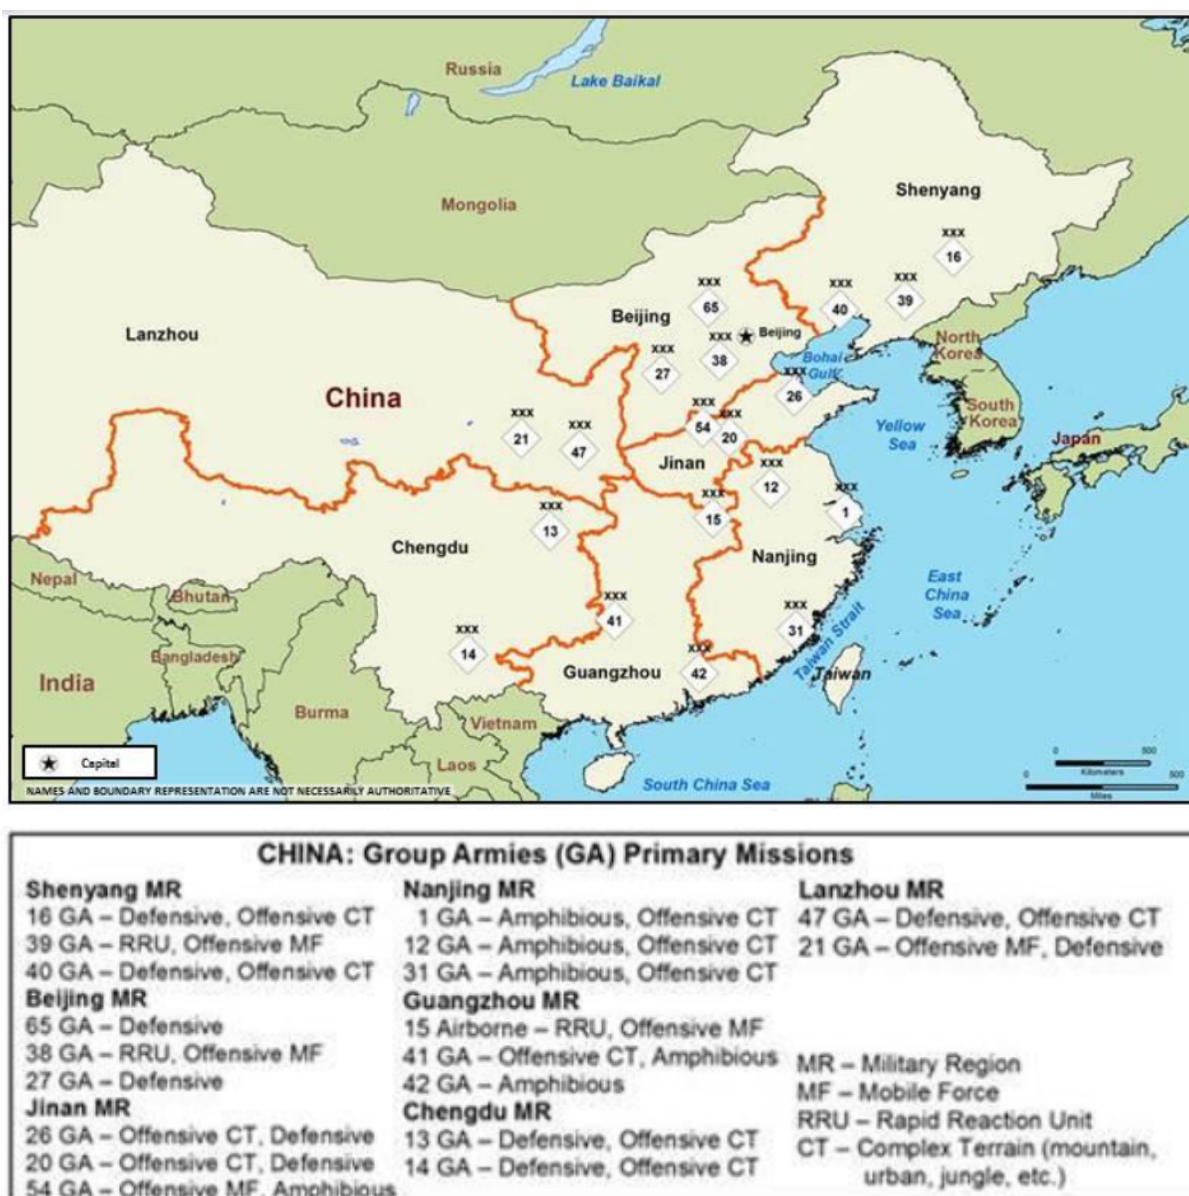 Russia
Lake Baikal
Mongolia
Shenyang
XXX
16
XXX
39
XXX
40
XXX
65
Beijing
Beijing
XXX
38
XXX
27
Lanzhou
China
North
Korea
Bohai
Gulf
XXX
26
South
Korea
Yellow
Sea
Japan
XXX
54
XXX
20
XXX
21
XXX
47
Jinan
XXX
12
XXX
1
XXX
15
XXX
13
Chengdu
Nanjing
Nepal
Bhutan
East
China
Sea
XXX
41
XXX
31
Taiwan Strait
XXX
14
Bangladesh
India
Guangzhou
XXX
42
Taiwan
Burma
Vietnam
Laos
South China Sea
Capital
NAMES AND BOUNDARY REPRESENTATION ARE NOT NECESSARILY AUTHORITATIVE
0 500
Kilometers
0 500
Miles
CHINA: Group Armies (GA) Primary Missions
Shenyang MR
16 GA – Defensive, Offensive CT
39 GA – RRU, Offensive MF
40 GA – Defensive, Offensive CT
Beijing MR
65 GA – Defensive
38 GA – RRU, Offensive MF
27 GA – Defensive
Jinan MR
26 GA – Offensive CT, Defensive
20 GA – Offensive CT, Defensive
54 GA – Offensive MF, Amphibious
Nanjing MR
1 GA – Amphibious, Offensive CT
12 GA – Amphibious, Offensive CT
31 GA – Amphibious, Offensive CT
Guangzhou MR
15 Airborne – RRU, Offensive MF
41 GA – Offensive CT, Amphibious
42 GA – Amphibious
Chengdu MR
13 GA – Defensive, Offensive CT
14 GA – Defensive, Offensive CT
Lanzhou MR
47 GA – Defensive, Offensive CT
21 GA – Offensive MF, Defensive
MR – Military Region
MF – Mobile Force
RRU – Rapid Reaction Unit
CT – Complex Terrain (mountain,
urban, jungle, etc.)